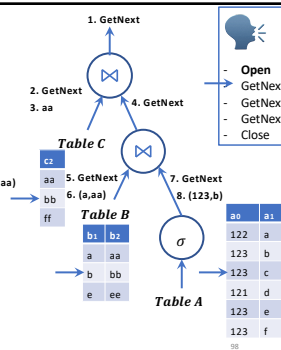 1. GetNext
2. GetNext
3. aa
4. GetNext
- Open
GetNex
- GetNex
- GetNex
- Close
Table C
c2
aa
bb
ff
aa)
5. GetNext
6. (a,aa)
Table B
b1 b2
a aa
b bb
e ee
7. GetNext
8. (123,b)
σ
Table A
a0 a1
122 a
123 b
123 c
121 d
123 e
123 f
98